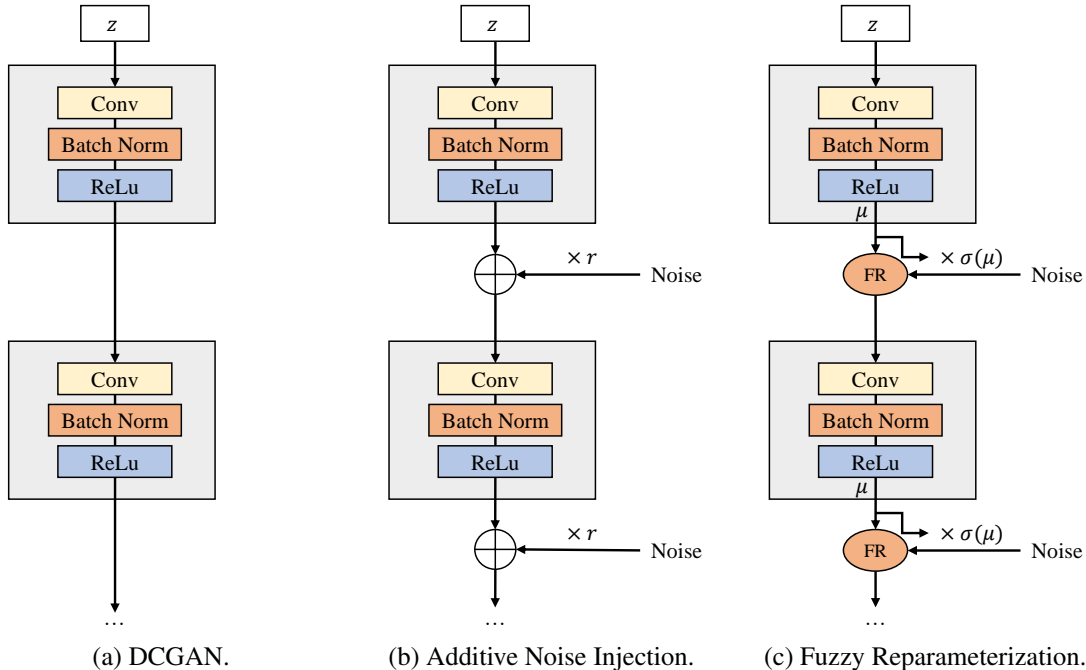 z
Conv
Batch Norm
ReLu
Conv
Batch Norm
ReLu
...
(a) DCGAN.
z
Conv
Batch Norm
ReLu
× r
Noise
Conv
Batch Norm
ReLu
× r
Noise
...
(b) Additive Noise Injection.
z
Conv
Batch Norm
ReLu
μ
× σ(μ)
FR
Noise
Conv
Batch Norm
ReLu
μ
× σ(μ)
FR
Noise
...
(c) Fuzzy Reparameterization.